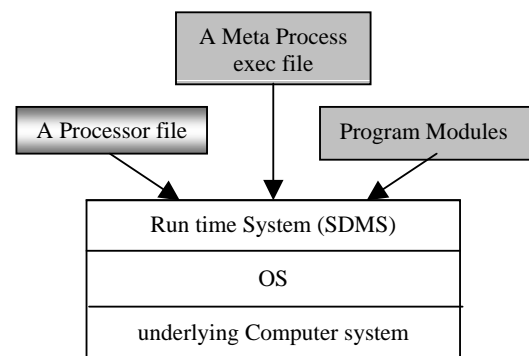 A Meta Process
exec file
A Processor file
Program Modules
Run time System (SDMS)
OS
underlying Computer system